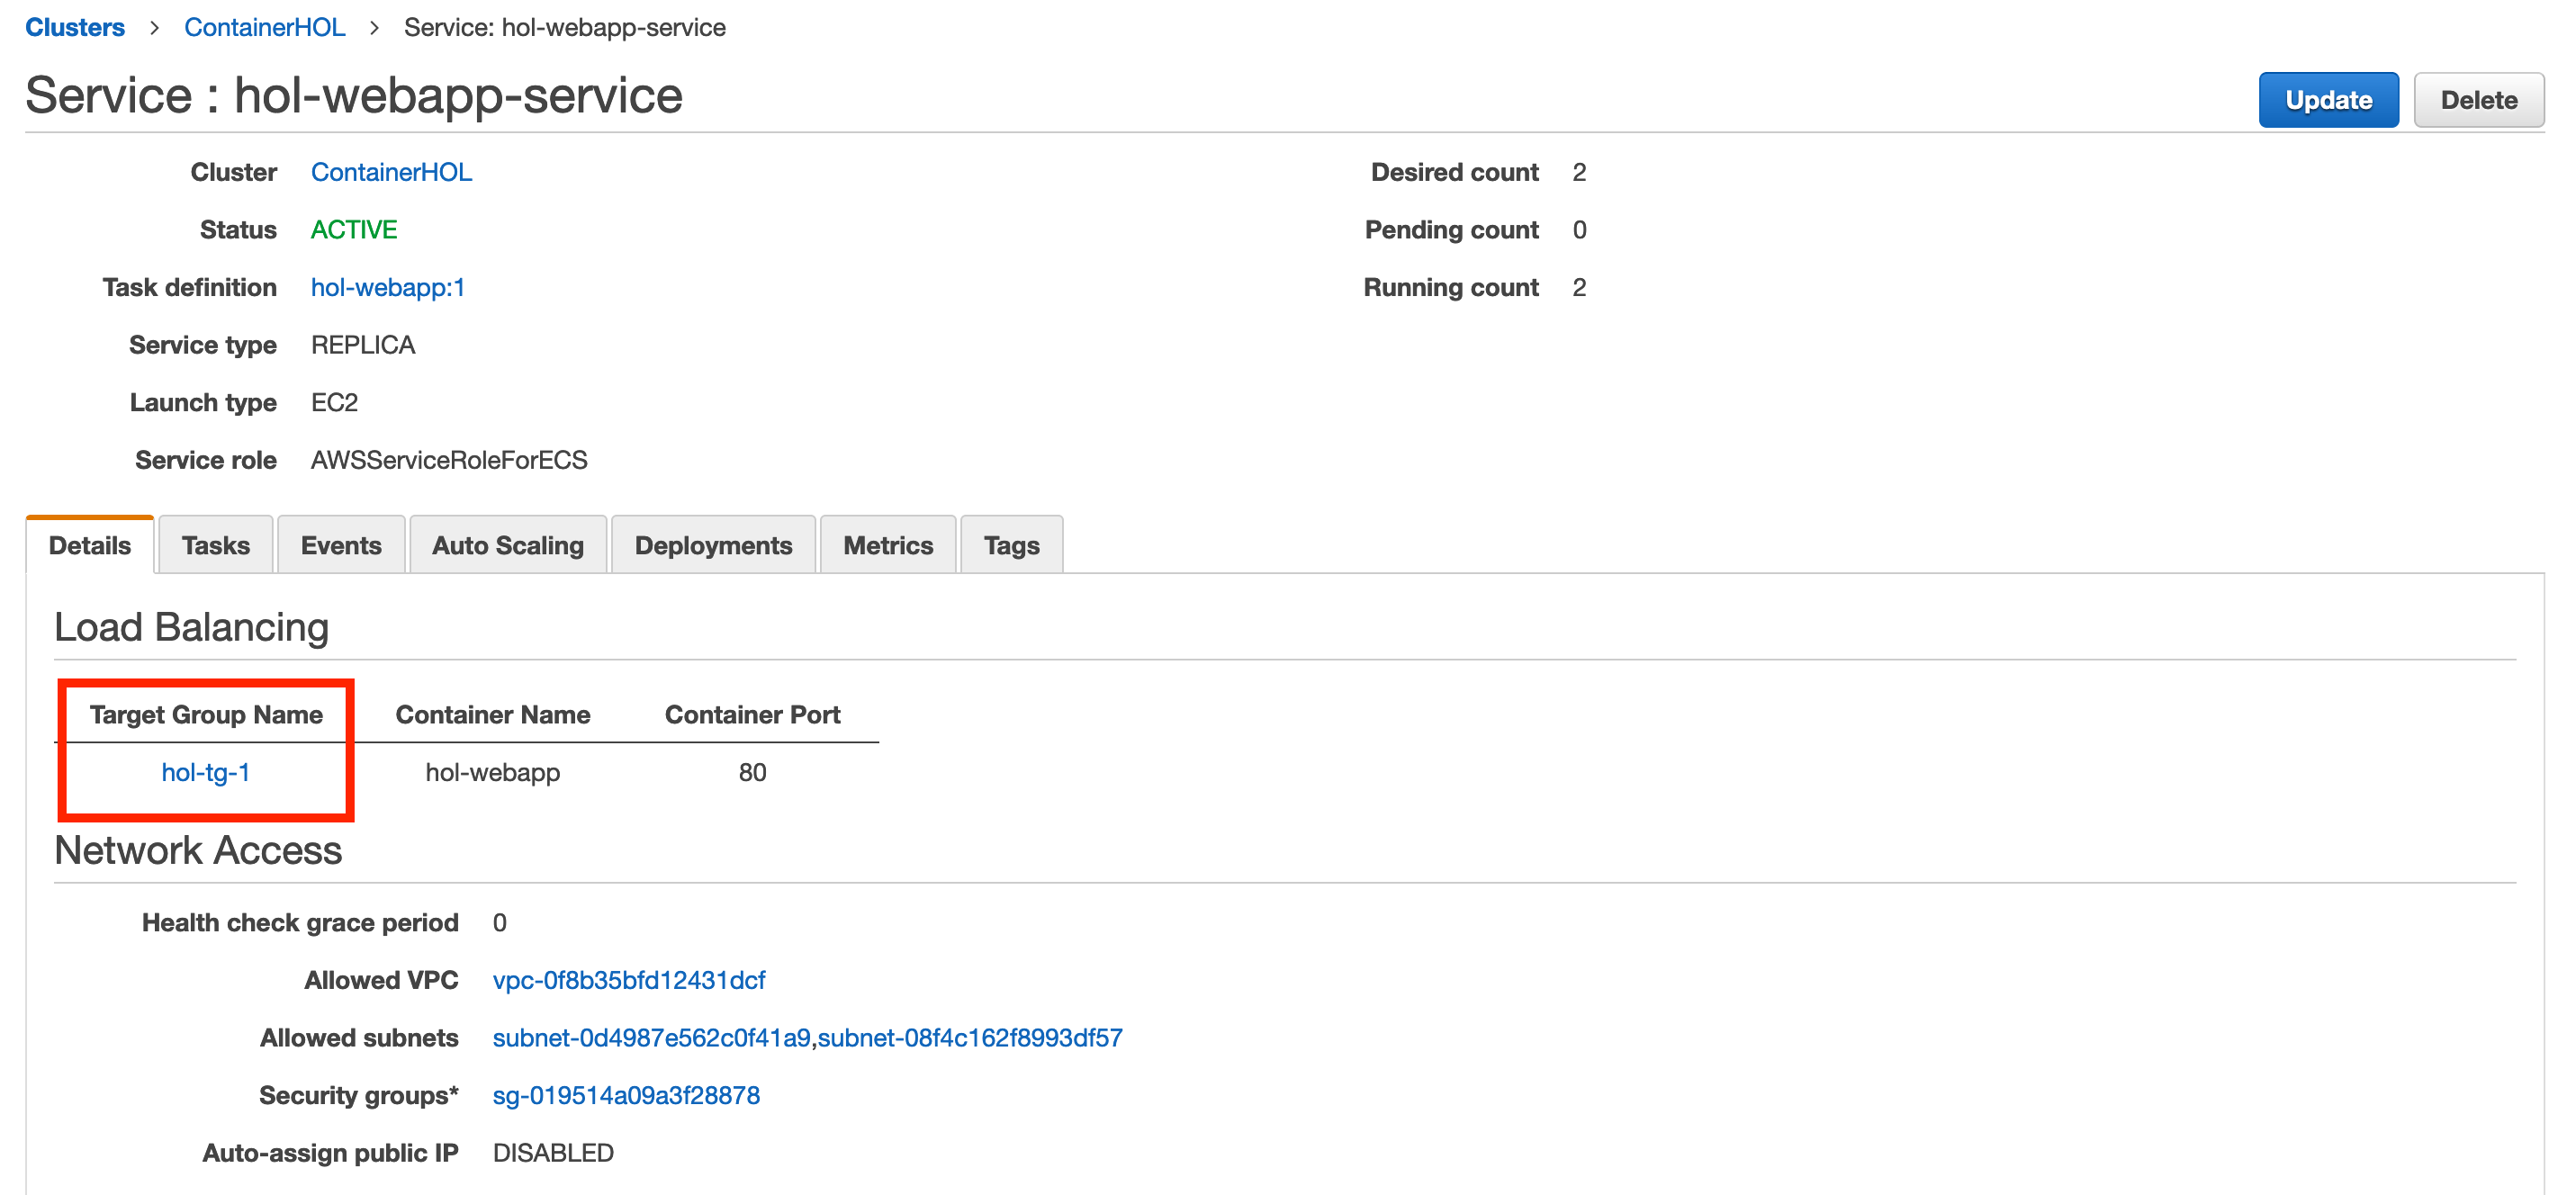 Clusters > ContainerHOL > Service: hol-webapp-service
Service : hol-webapp-service
Update Delete
Cluster ContainerHOL Desired count 2
Status ACTIVE Pending count 0
Task definition hol-webapp:1 Running count 2
Service type REPLICA
Launch type EC2
Service role AWSServiceRoleForECS
Details Tasks Events Auto Scaling Deployments Metrics Tags
Load Balancing
Target Group Name Container Name Container Port
hol-tg-1 hol-webapp 80
Network Access
Health check grace period 0
Allowed VPC vpc-0f8b35bfd12431dcf
Allowed subnets subnet-0d4987e562c0f41a9,subnet-08f4c162f8993df57
Security groups* sg-019514a09a3f28878
Auto-assign public IP DISABLED